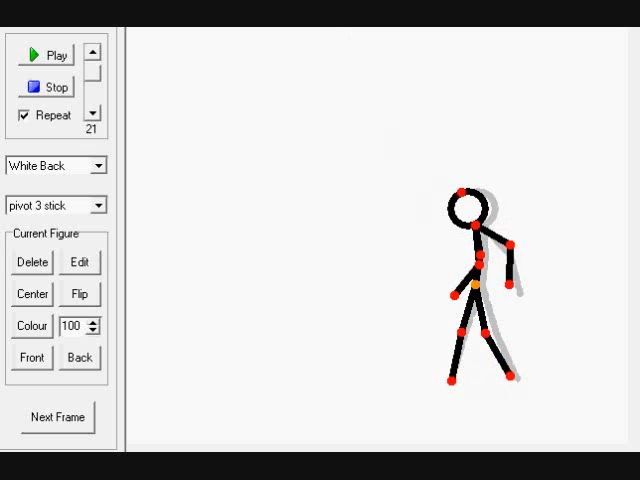 Play
Stop
Repeat
21
White Back
pivot 3 stick
Current Figure
Delete Edit
Center Flip
Colour 100
Front Back
Next Frame